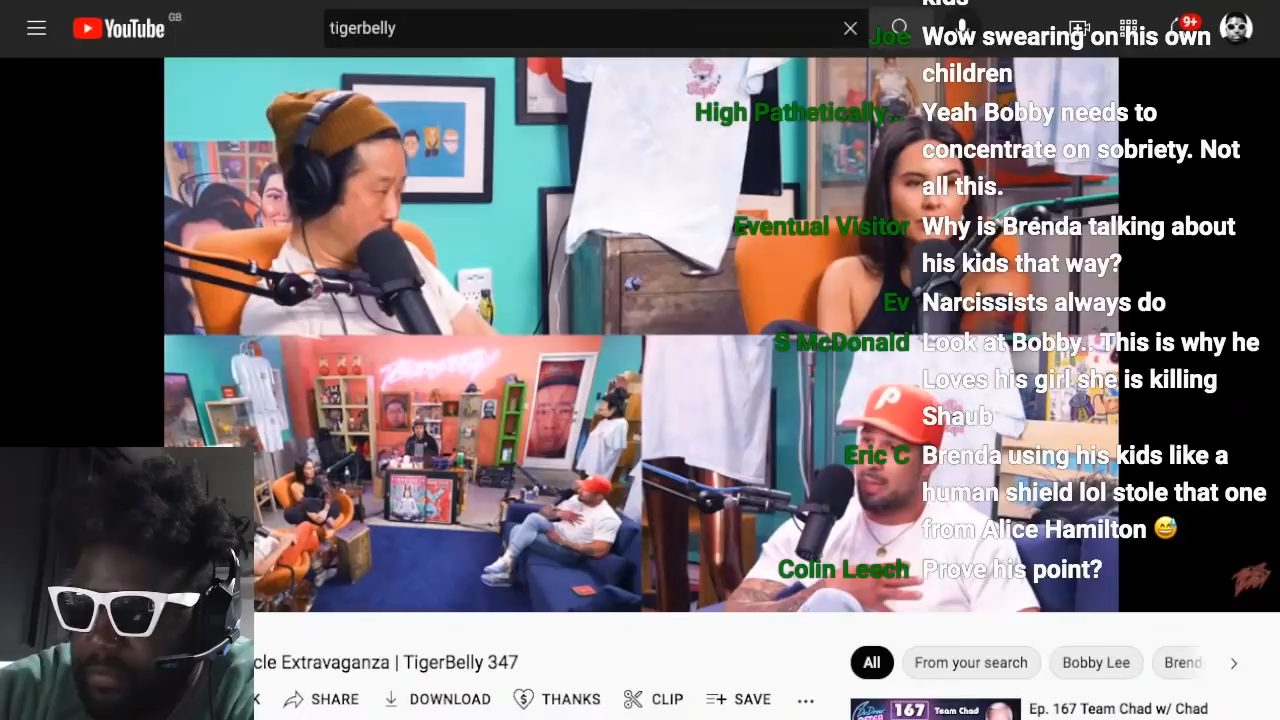 YouTube GB
tigerbelly
9+
kids
Joe Wow swearing on his own
children
High Pathetically... Yeah Bobby needs to
concentrate on sobriety. Not
all this.
Eventual Visitor Why is Brenda talking about
his kids that way?
Ev Narcissists always do
S McDonald Look at Bobby.. This is why he
Loves his girl she is killing
Shaub
Eric C Brenda using his kids like a
human shield lol stole that one
from Alice Hamilton 😅
Colin Leech Prove his point?
cle Extravaganza | TigerBelly 347
All
From your search
Bobby Lee
Brend
K
SHARE
DOWNLOAD
THANKS
CLIP
SAVE
...
167 Team Chad
Ep. 167 Team Chad w/ Chad